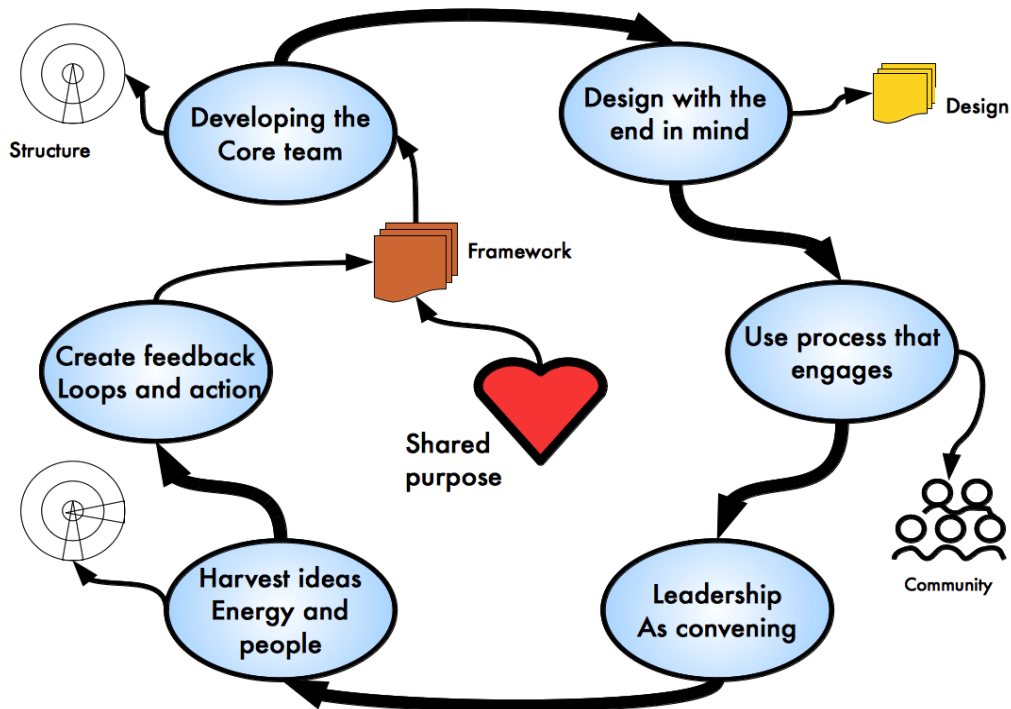 Developing the
Core team
Design with the
end in mind
Design
Structure
Framework
Use process that
engages
Create feedback
Loops and action
Shared
purpose
Harvest ideas
Energy and
people
Leadership
As convening
Community